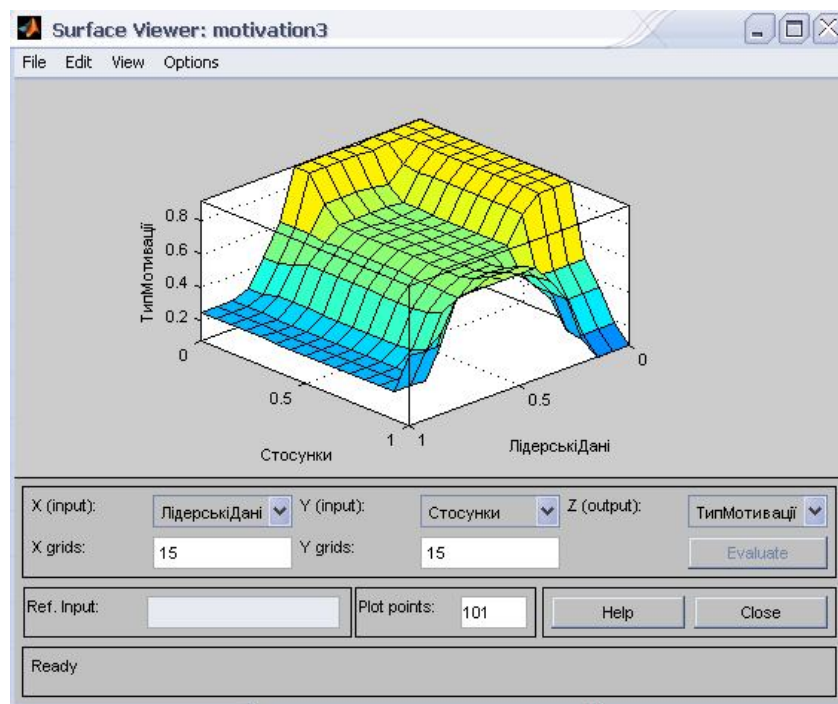 Surface Viewer: motivation3
File Edit View Options
ТипМотивації
0.8
0.6
0.4
0.2
0
0.5
1
Стосунки
1
0.5
0
ЛідерськіДані
X (input): ЛідерськіДані Y (input): Стосунки Z (output): ТипМотивації
X grids: 15 Y grids: 15 Evaluate
Ref. Input: Plot points: 101 Help Close
Ready